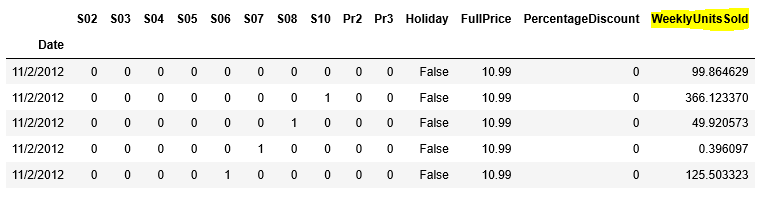 S02 S03 S04 S05 S06 S07 S08 S10 Pr2 Pr3 Holiday FullPrice PercentageDiscount WeeklyUnitsSold
Date
11/2/2012 0 0 0 0 0 0 0 0 0 0 False 10.99 0 99.864629
11/2/2012 0 0 0 0 0 0 0 1 0 0 False 10.99 0 366.123370
11/2/2012 0 0 0 0 0 0 1 0 0 0 False 10.99 0 49.920573
11/2/2012 0 0 0 0 0 1 0 0 0 0 False 10.99 0 0.396097
11/2/2012 0 0 0 0 1 0 0 0 0 0 False 10.99 0 125.503323